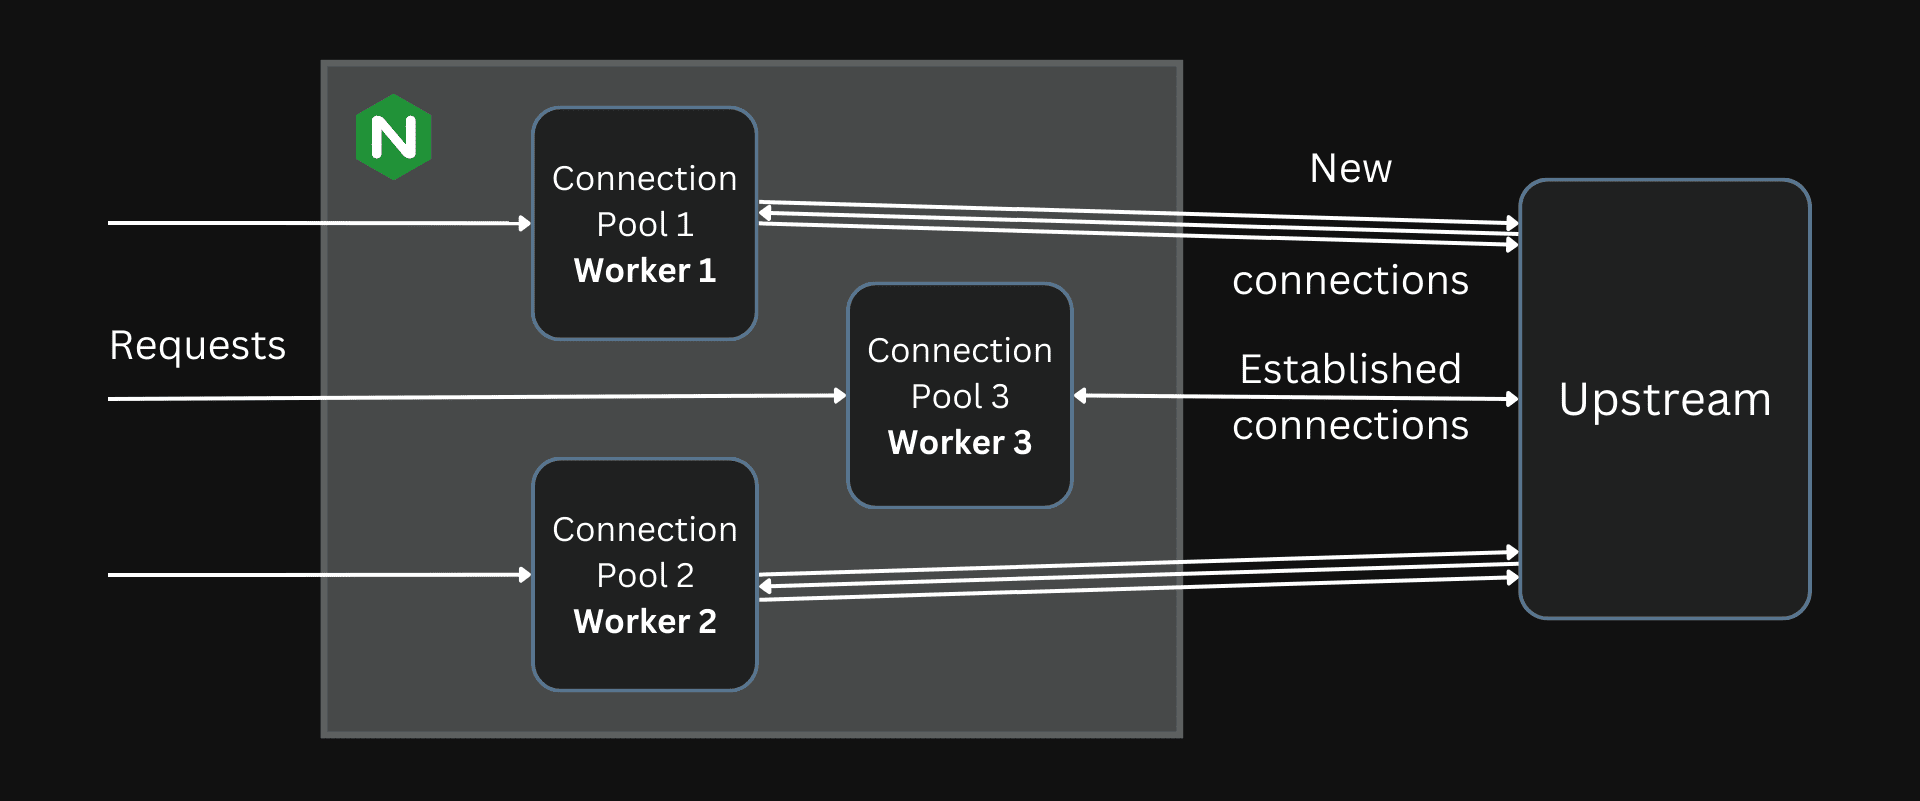 N
Connection
Pool 1
Worker 1
New
connections
Requests
Connection
Pool 3
Worker 3
Established
connections
Upstream
Connection
Pool 2
Worker 2